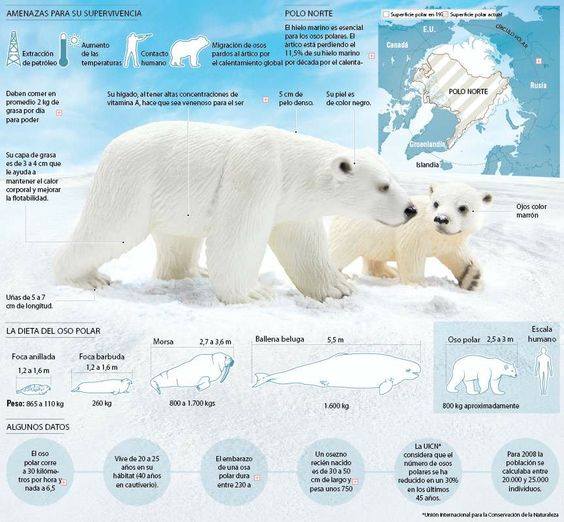 AMENAZAS PARA SU SUPERVIVENCIA
Extracción
de petróleo
Aumento
de las
temperaturas
Contacto
humano
Migración de osos
pardos al ártico por
el calentamiento global
POLO NORTE
El hielo marino es esencial
para los osos polares. El
ártico está perdiendo el
11,5% de su hielo marino
por década por el calenta-
Superficie polar en 19
Superficie polar actual
E.U.
Canadá
CÍRCULO POLAR
Rusia
POLO NORTE
Groenlandia
Islandia
Deben comer en
promedio 2 kg de
grasa por día
para poder
Su hígado, al tener altas concentraciones de
vitamina A, hace que sea venenoso para el ser
5 cm de
pelo denso.
Su piel es
de color negro.
Su capa de grasa
es de 3 a 4 cm que
le ayuda a
mantener el calor
corporal y mejorar
la flotabilidad.
Ojos color
marrón
Uñas de 5 a 7
cm de longitud.
LA DIETA DEL OSO POLAR
Foca anillada
1,2 a 1,6 m
Peso: 865 a 110 kg
Foca barbuda
1,2 a 1,6 m
260 kg
Morsa
2,7 a 3,6 m
800 a 1.700 kgs
Ballena beluga
5,5 m
1.600 kg
Oso polar
2,5 a 3 m
800 kg aproximadamente
Escala
humano
ALGUNOS DATOS
El oso
polar corre
a 30 kilóme-
tros por hora y
nada a 6,5
Vive de 20 a 25
años en su
hábitat (40 años
en cautiverio).
El embarazo
de una osa
polar dura
entre 230 a
Un osezno
recién nacido
es de 30 a 50
cm de largo y
pesa unos 750
La UICN*
considera que el
número de osos
polares se ha
reducido en un 30%
en los últimos
45 años.
Para 2008 la
población se
calculaba entre
20.000 y 25.000
individuos.
*Unión Internacional para la Conservación de la Naturaleza